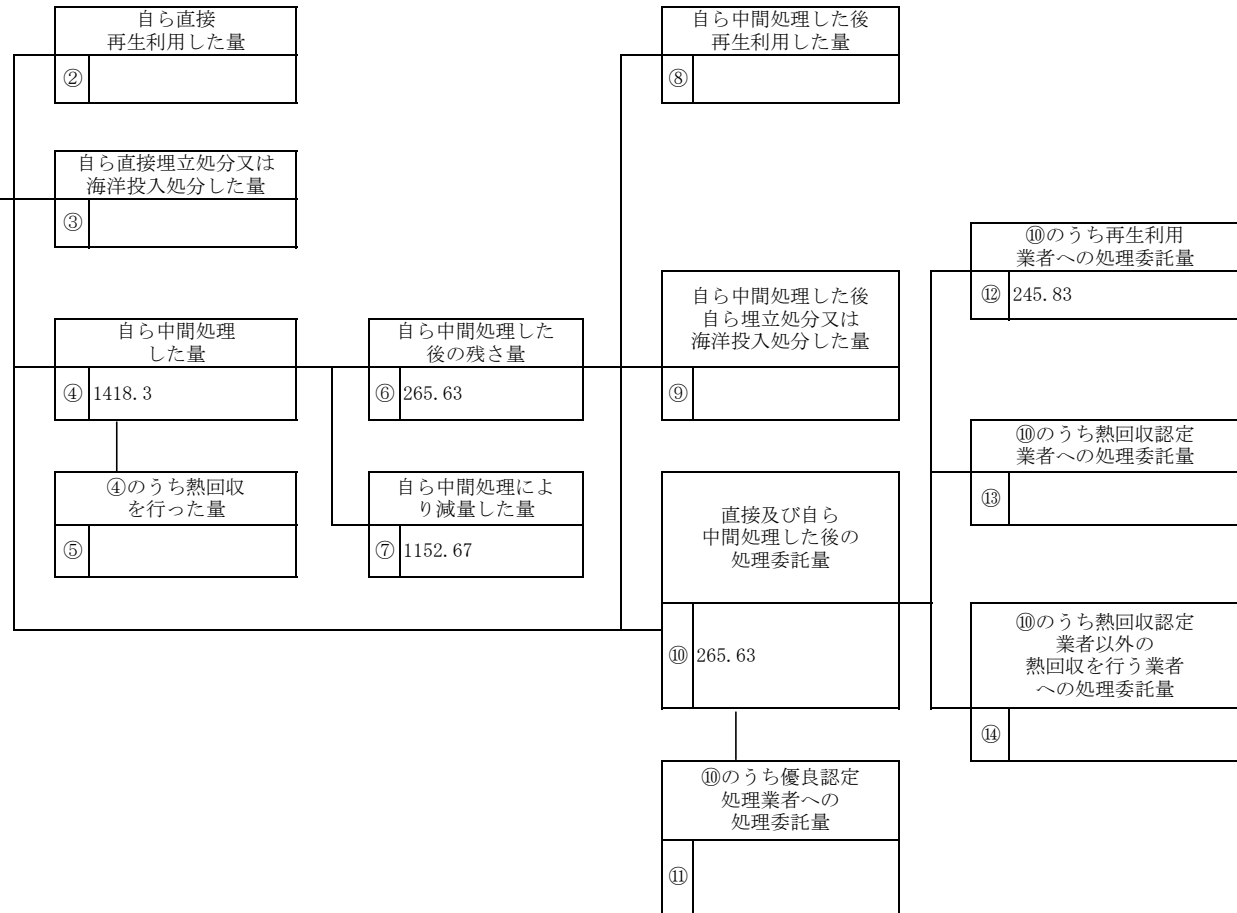 自ら直接
再生利用した量
②
自ら中間処理した後
再生利用した量
⑧
自ら直接埋立処分又は
海洋投入処分した量
③
⑩のうち再生利用
業者への処理委託量
⑫ 245.83
自ら中間処理
した量
④ 1418.3
自ら中間処理した
後の残さ量
⑥ 265.63
自ら中間処理した後
自ら埋立処分又は
海洋投入処分した量
⑨
⑩のうち熱回収認定
業者への処理委託量
⑬
④のうち熱回収
を行った量
⑤
自ら中間処理によ
り減量した量
⑦ 1152.67
直接及び自ら
中間処理した後の
処理委託量
⑩ 265.63
⑩のうち熱回収認定
業者以外の
熱回収を行う業者
への処理委託量
⑭
⑩のうち優良認定
処理業者への
処理委託量
⑪